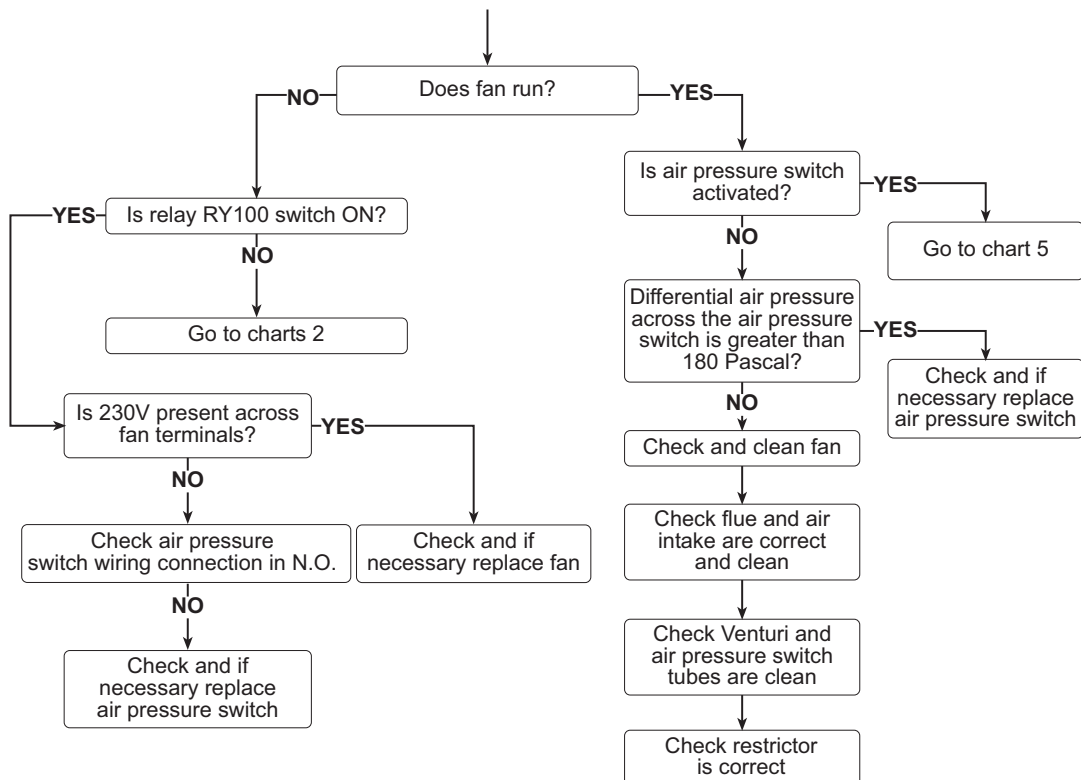 Does fan run?
NO
YES
Is air pressure switch
activated?
YES
Is relay RY100 switch ON?
YES
NO
NO
Go to chart 5
Go to charts 2
Differential air pressure
across the air pressure
switch is greater than
180 Pascal?
YES
NO
Check and if
necessary replace
air pressure switch
Is 230V present across
fan terminals?
YES
NO
Check and clean fan
Check air pressure
switch wiring connection in N.O.
NO
Check and if
necessary replace fan
Check flue and air
intake are correct
and clean
Check and if
necessary replace
air pressure switch
Check Venturi and
air pressure switch
tubes are clean
Check restrictor
is correct